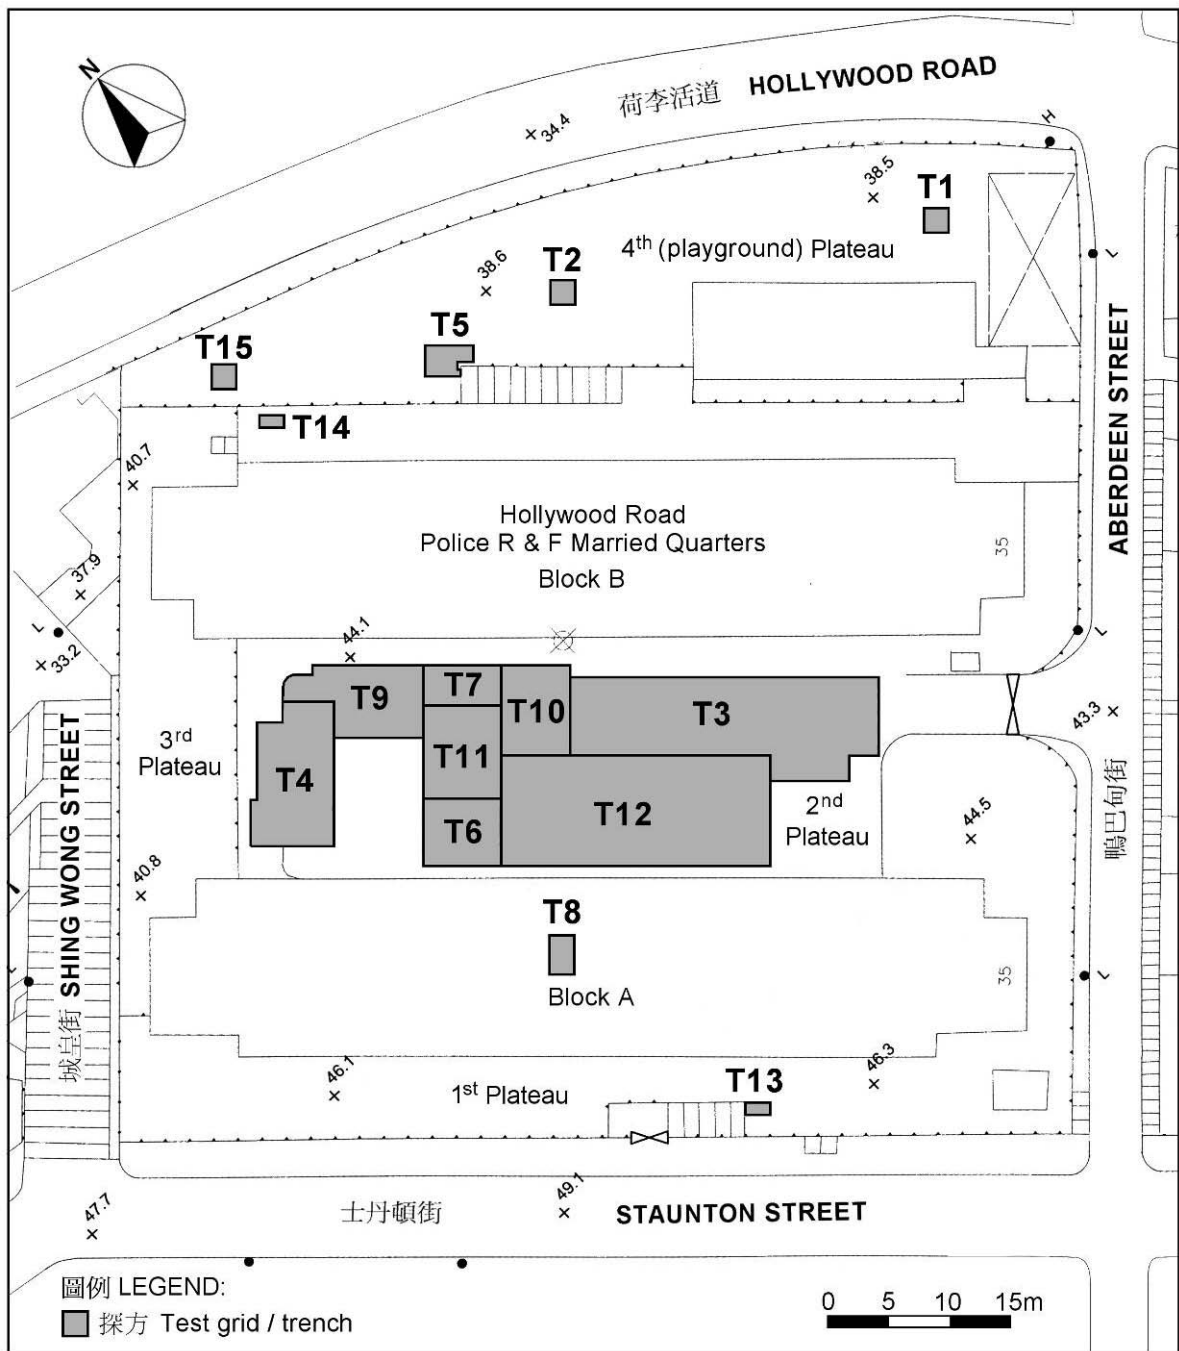 N
荷李活道 HOLLYWOOD ROAD
34.4
H
38.5
T1
4th (playground) Plateau
T2
38.6
L
T5
T15
T14
ABERDEEN STREET
40.7
Hollywood Road
Police R & F Married Quarters
Block B
35
37.9
L
33.2
L
44.1
T9
T7
T10
T3
43.3
3rd
Plateau
T4
T11
T6
T12
2nd
Plateau
44.5
鴨巴甸街
SHING WONG STREET
城皇街
40.8
T8
Block A
35
L
46.1
1st Plateau
T13
46.3
47.7
士丹頓街
49.1
STAUNTON STREET
圖例 LEGEND:
探方 Test grid / trench
0 5 10 15m